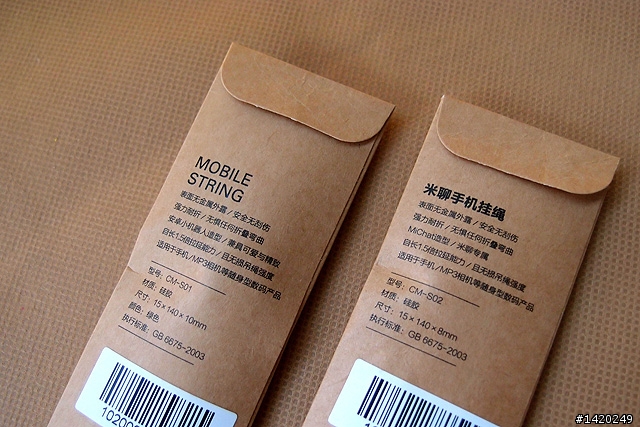 MOBILE
STRING
表面无金属外露/安全无刮伤
强力耐折/无惧任何折叠弯曲
安卓小机器人造型/兼具可爱与精致
自长1.5倍拉延能力/且无损吊绳强度
适用于手机/MP3相机等随身型数码产品
型号：CM-S01
材质：硅胶
尺寸：15×140×10mm
颜色：绿色
执行标准：GB 6675-2003
米聊手机挂绳
表面无金属外露/安全无刮伤
强力耐折/无惧任何折叠弯曲
MiChat造型/米聊专属
自长1.5倍拉延能力/且无损吊绳强度
适用于手机/MP3相机等随身型数码产品
型号：CM-S02
材质：硅胶
尺寸：15×140×8mm
执行标准：GB 6675-2003
#1420249